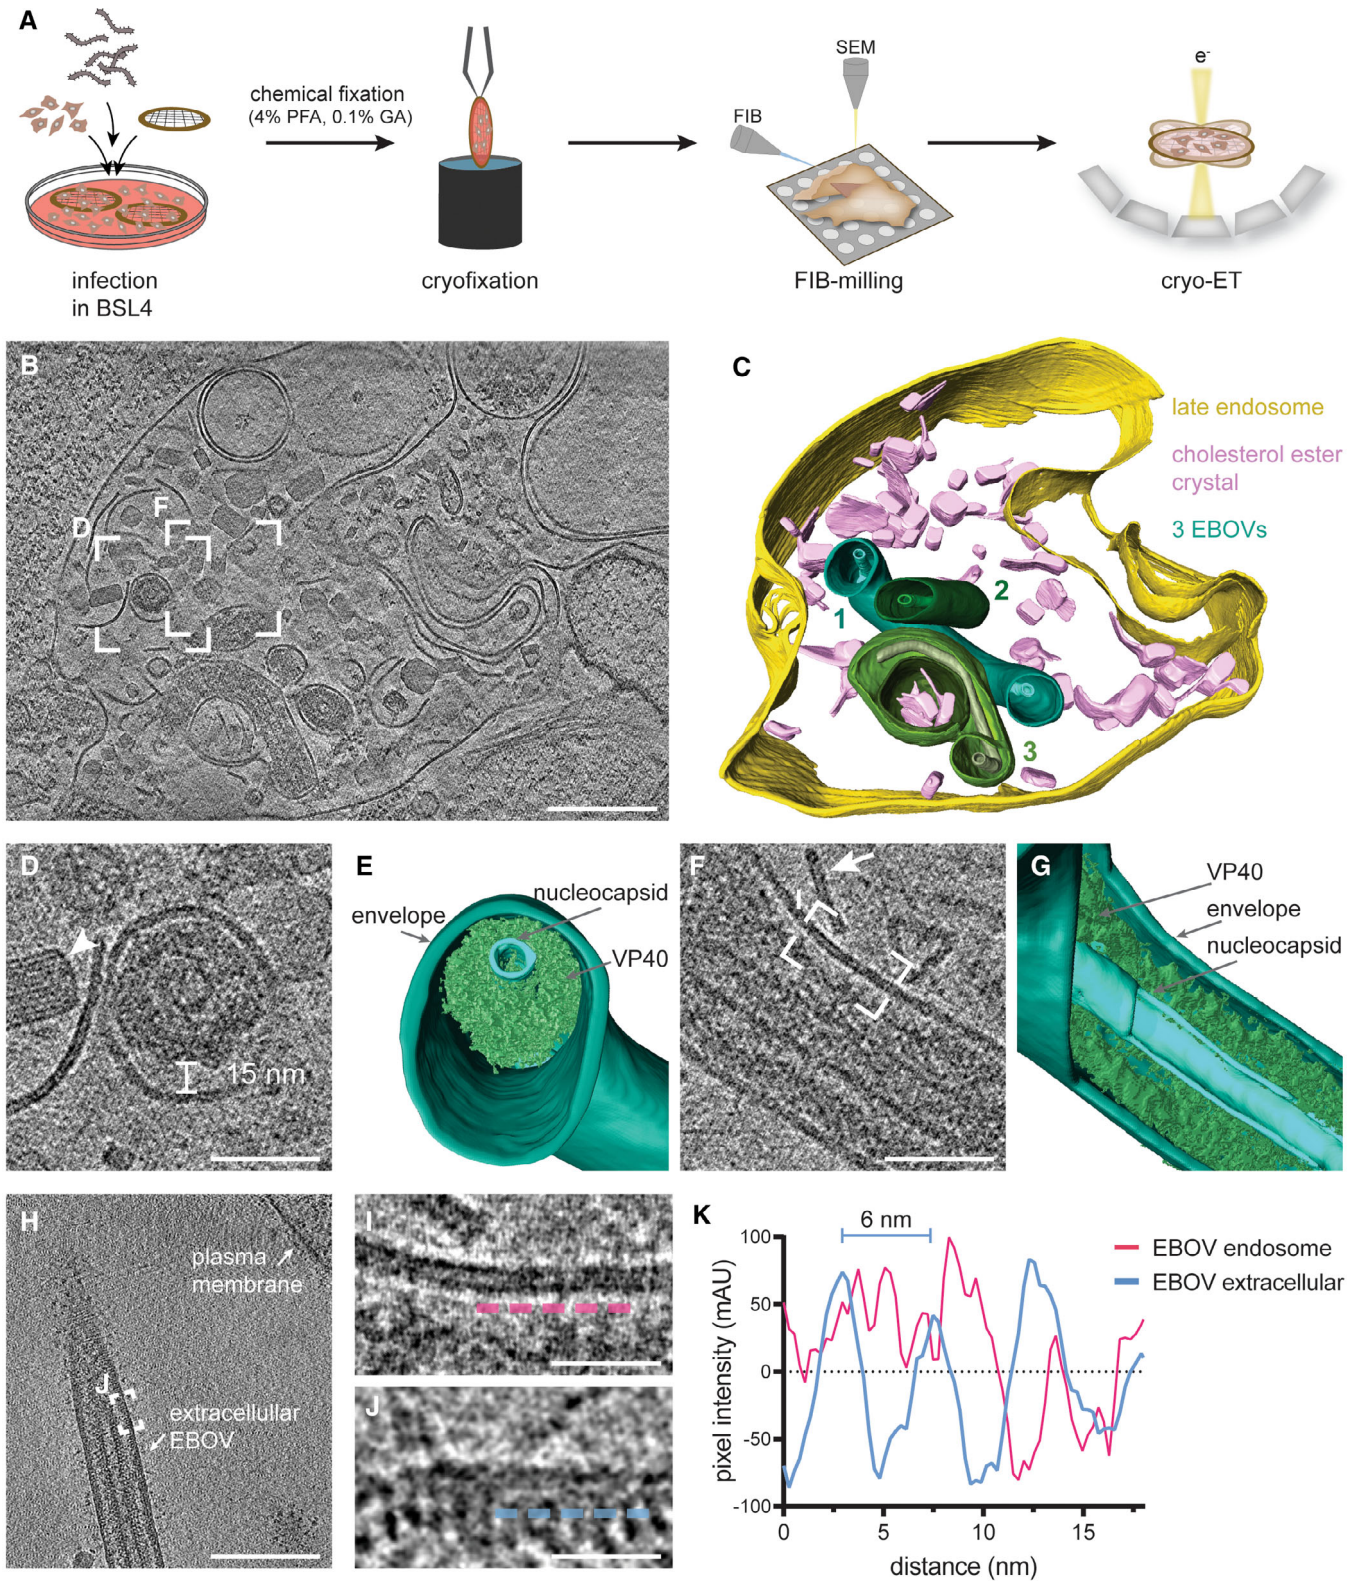 A
chemical fixation
(4% PFA, 0.1% GA)
SEM
FIB
e-
infection
in BSL4
cryofixation
FIB-milling
cryo-ET
B
D
F
C
late endosome
cholesterol ester
crystal
3 EBOVs
1
2
3
D
15 nm
E
nucleocapsid
envelope
VP40
F
I
G
VP40
envelope
nucleocapsid
H
plasma
membrane
J
extracellullar
EBOV
I
J
K
6 nm
EBOV endosome
EBOV extracellular
pixel intensity (mAU)
100
50
0
-50
-100
0
5
10
15
distance (nm)